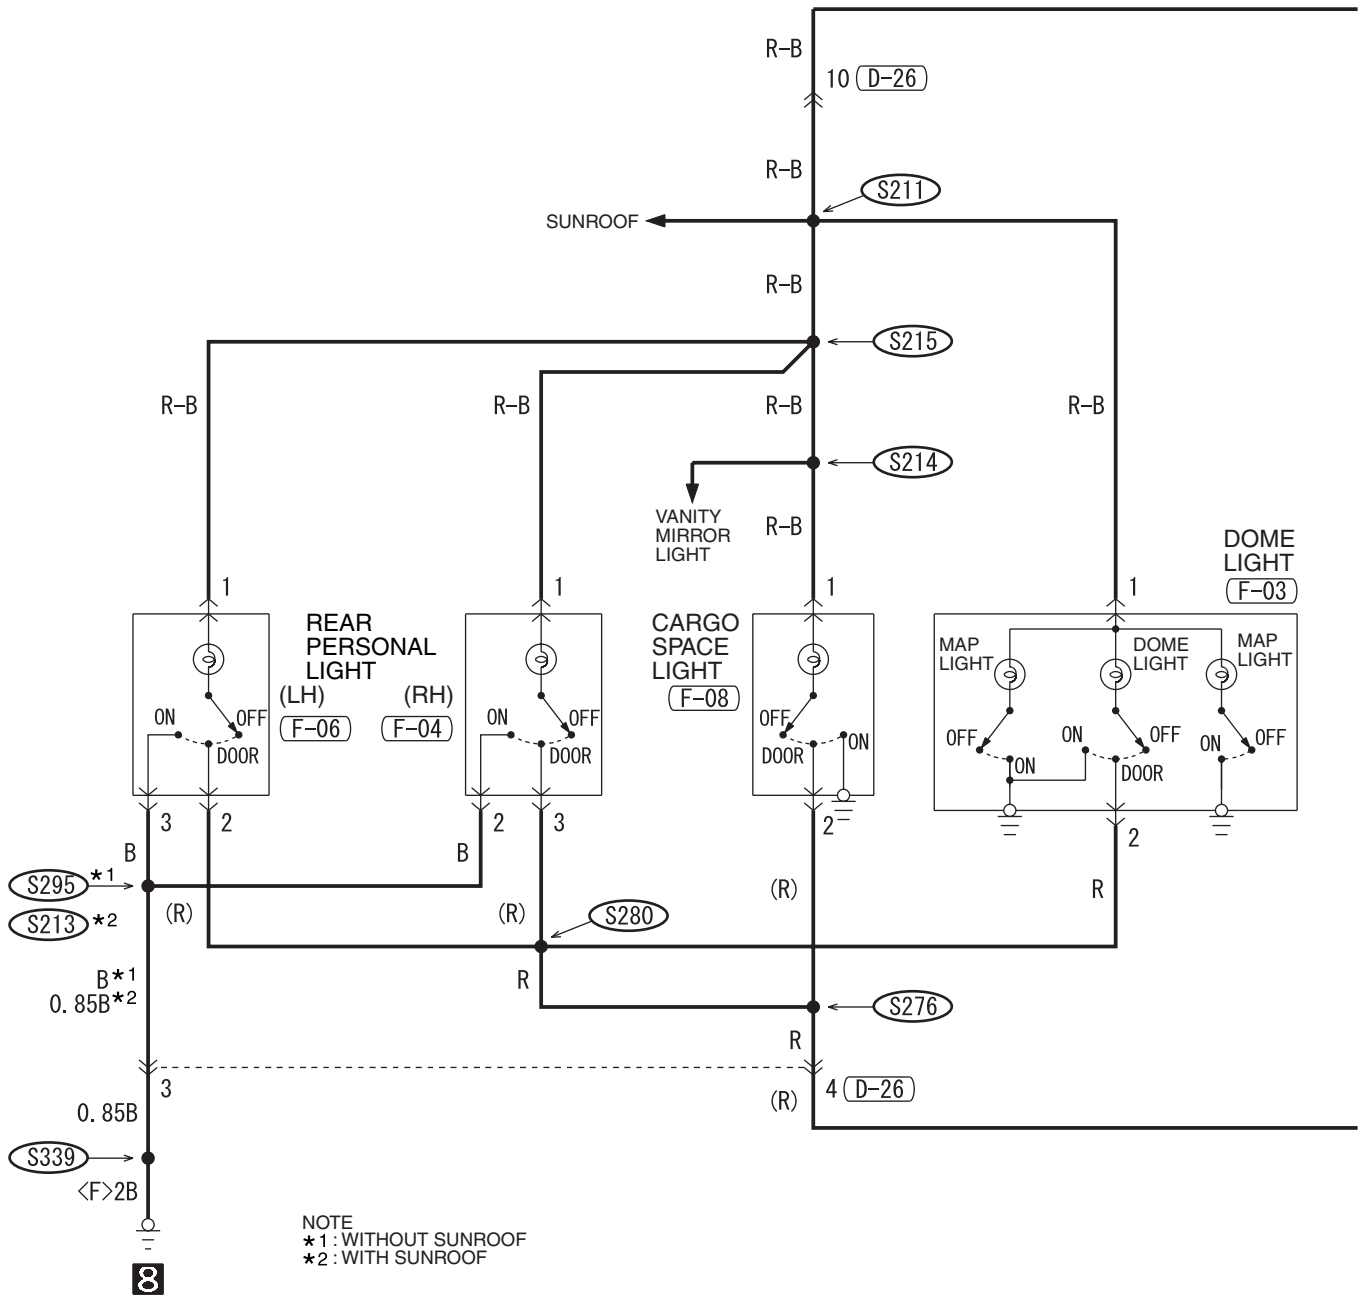 R-B
10 D-26
R-B
S211
SUNROOF
R-B
S215
R-B
R-B
R-B
R-B
S214
VANITY
MIRROR
LIGHT
R-B
DOME
LIGHT
F-03
1
1
1
1
REAR
PERSONAL
LIGHT
(LH)
F-06
(RH)
F-04
CARGO
SPACE
LIGHT
F-08
MAP
LIGHT
DOME
LIGHT
MAP
LIGHT
ON
OFF
DOOR
ON
OFF
DOOR
OFF
DOOR
ON
OFF
ON
ON
OFF
DOOR
ON
OFF
3
2
2
3
2
2
B
B
S295 *1
S213 *2
(R)
(R)
S280
(R)
R
B*1
0.85B*2
R
S276
R
3
4 D-26
0.85B
(R)
S339
<F>2B
8
NOTE
*1 : WITHOUT SUNROOF
*2 : WITH SUNROOF